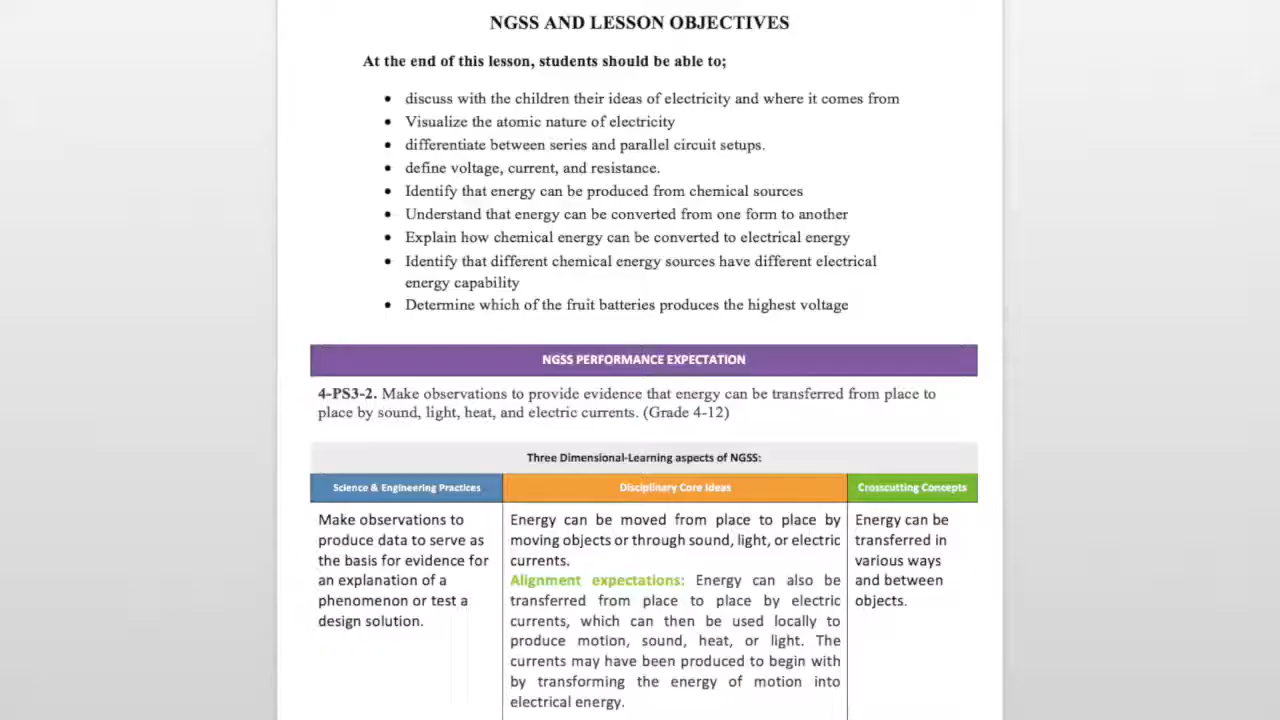 NGSS AND LESSON OBJECTIVES
At the end of this lesson, students should be able to;
• discuss with the children their ideas of electricity and where it comes from
• Visualize the atomic nature of electricity
• differentiate between series and parallel circuit setups.
• define voltage, current, and resistance.
• Identify that energy can be produced from chemical sources
• Understand that energy can be converted from one form to another
• Explain how chemical energy can be converted to electrical energy
• Identify that different chemical energy sources have different electrical
energy capability
• Determine which of the fruit batteries produces the highest voltage
NGSS PERFORMANCE EXPECTATION
4-PS3-2. Make observations to provide evidence that energy can be transferred from place to
place by sound, light, heat, and electric currents. (Grade 4-12)
Three Dimensional-Learning aspects of NGSS:
Science & Engineering Practices
Make observations to
produce data to serve as
the basis for evidence for
an explanation of a
phenomenon or test a
design solution.
Disciplinary Core Ideas
Energy can be moved from place to place by
moving objects or through sound, light, or electric
currents.
Alignment expectations: Energy can also be
transferred from place to place by electric
currents, which can then be used locally to
produce motion, sound, heat, or light. The
currents may have been produced to begin with
by transforming the energy of motion into
electrical energy.
Crosscutting Concepts
Energy can be
transferred in
various ways
and between
objects.